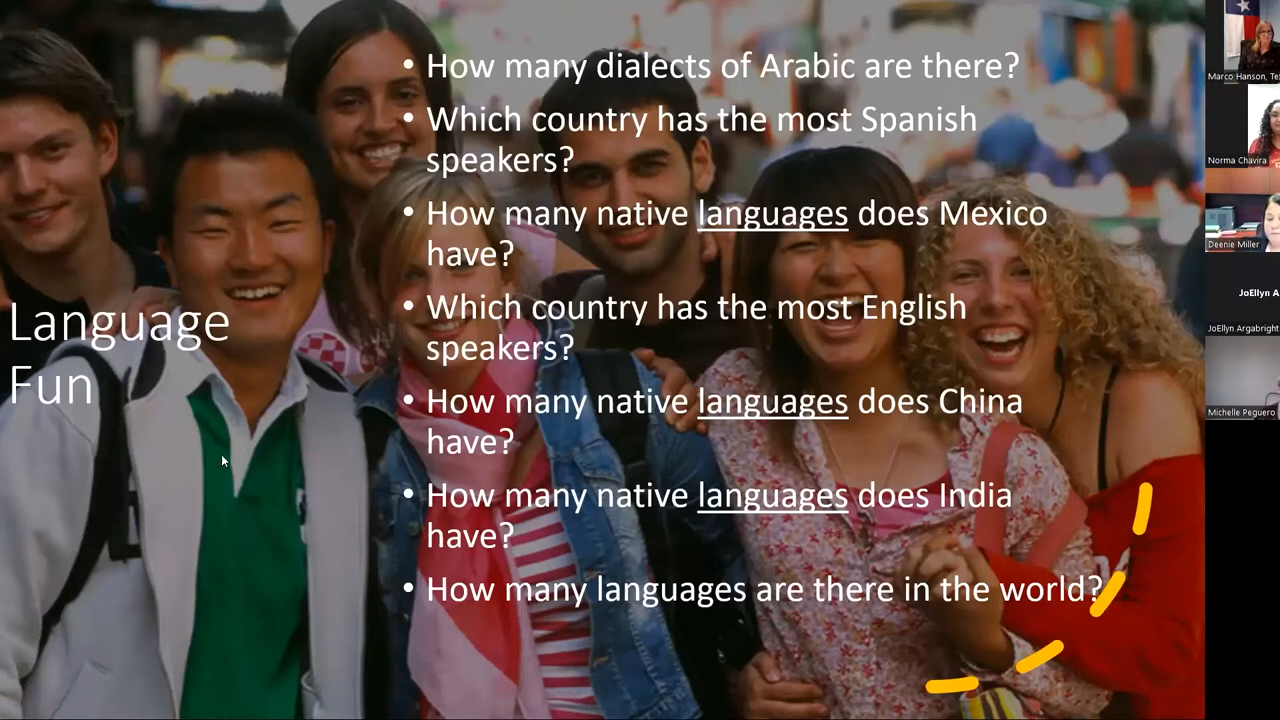 Language
Fun
• How many dialects of Arabic are there?
• Which country has the most Spanish
speakers?
• How many native languages does Mexico
have?
• Which country has the most English
speakers?
• How many native languages does China
have?
• How many native languages does India
have?
• How many languages are there in the world?
Marco Hanson, Te
Norma Chavira
Deenie Miller
JoEllyn A
JoEllyn Argabright
Michelle Peguero